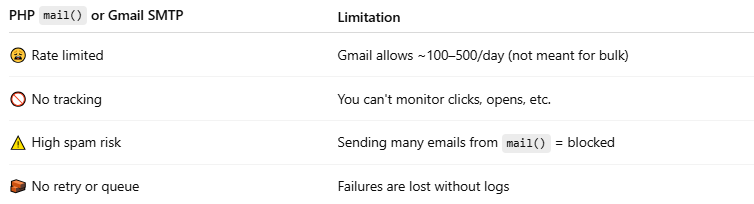 PHP mail() or Gmail SMTP Limitation
😩 Rate limited Gmail allows ~100–500/day (not meant for bulk)
🚫 No tracking You can't monitor clicks, opens, etc.
⚠️ High spam risk Sending many emails from mail() = blocked
🧱 No retry or queue Failures are lost without logs